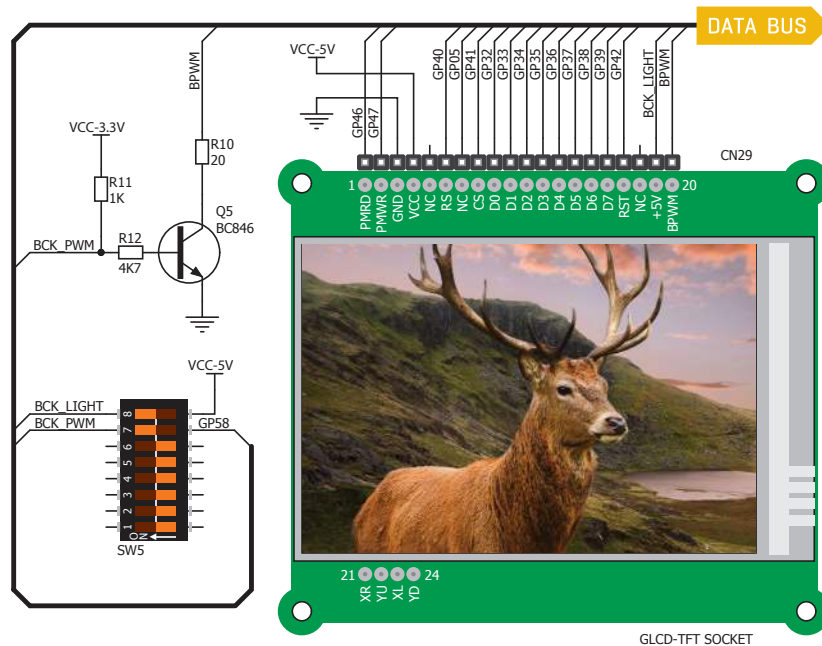 DATA BUS
VCC-5V
BPWM
GP46
GP47
GP40
GP05
GP41
GP32
GP33
GP34
GP35
GP36
GP37
GP38
GP39
GP42
BCK_LIGHT
BPWM
VCC-3.3V
R10
20
R11
1K
Q5
BC846
BCK_PWM
R12
4K7
CN29
1
20
PMRD
PMWR
GND
VCC
NC
RS
NC
CS
D0
D1
D2
D3
D4
D5
D6
D7
RST
NC
+5V
BPWM
NC
NC
VCC-5V
BCK_LIGHT
BCK_PWM
GP58
8
7
6
5
4
3
2
1
ON
SW5
21
24
XR
YU
XL
YD
GLCD-TFT SOCKET